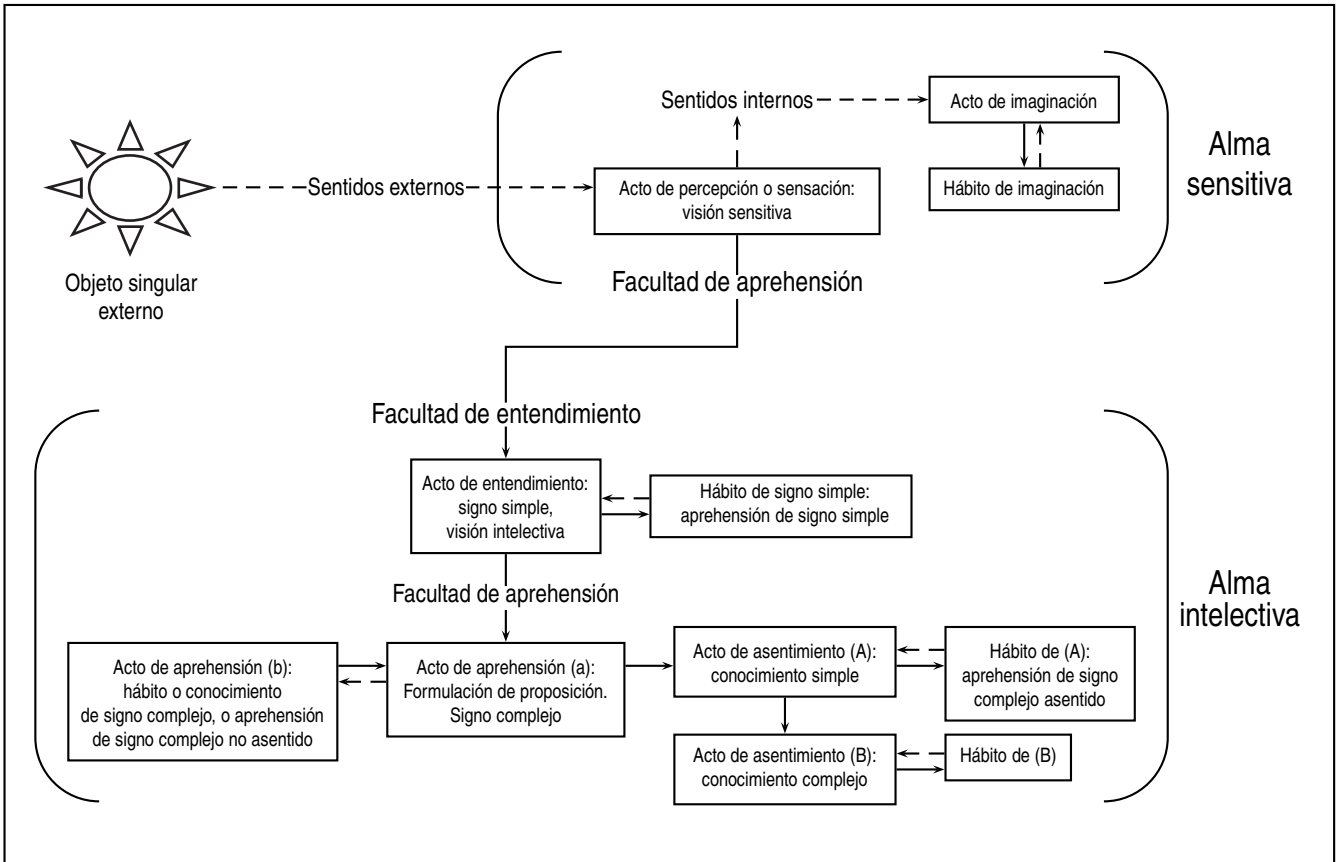 Sentidos internos
Acto de imaginación
Alma
sensitiva
Sentidos externos
Acto de percepción o sensación:
visión sensitiva
Hábito de imaginación
Objeto singular
externo
Facultad de aprehensión
Facultad de entendimiento
Acto de entendimiento:
signo simple,
visión intelectiva
Hábito de signo simple:
aprehensión de signo simple
Facultad de aprehensión
Alma
intelectiva
Acto de aprehensión (b):
hábito o conocimiento
de signo complejo, o aprehensión
de signo complejo no asentido
Acto de aprehensión (a):
Formulación de proposición.
Signo complejo
Acto de asentimiento (A):
conocimiento simple
Hábito de (A):
aprehensión de signo
complejo asentido
Acto de asentimiento (B):
conocimiento complejo
Hábito de (B)